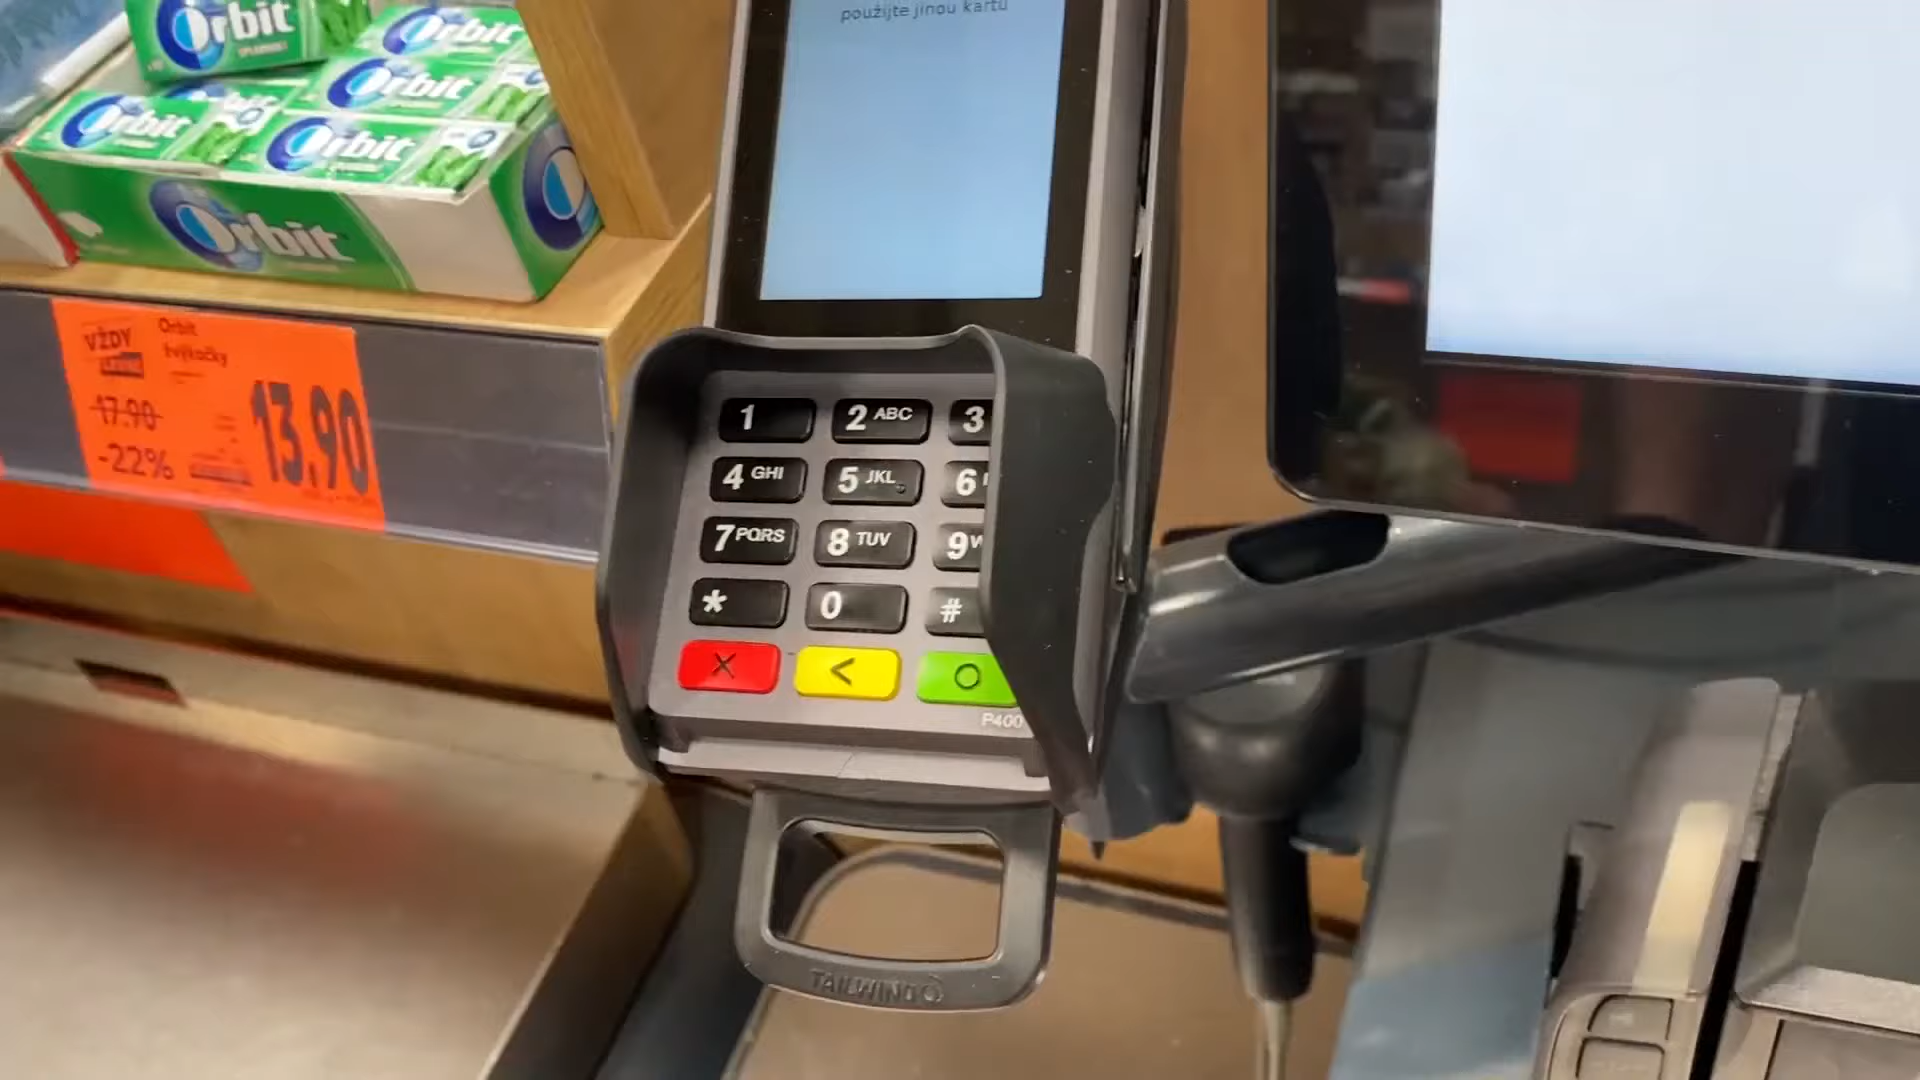 použijte jinou kartu
Orbit
Orbit
Orbit
Orbit
Orbit
Orbit
VŽDY
Orbit
žvýkačky
17.90
-22%
13.90
1
2 ABC
3
4 GHI
5 JKL
6
7 PQRS
8 TUV
9 W
*
0
#
X
<
O
P400
TAILWIND